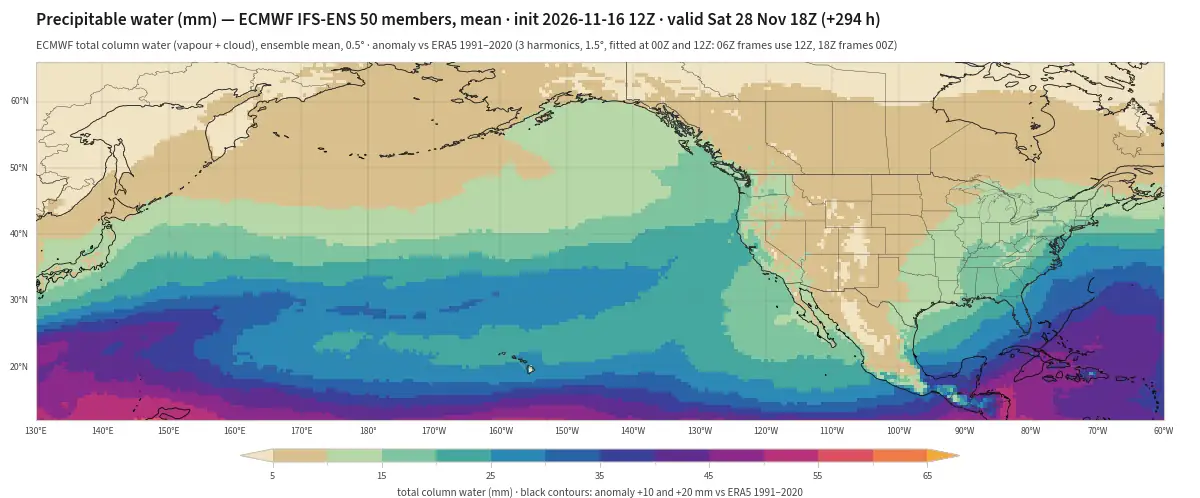 Precipitable water (mm) — ECMWF IFS-ENS 50 members, mean · init 2026-11-16 12Z · valid Sat 28 Nov 18Z (+294 h)
ECMWF total column water (vapour + cloud), ensemble mean, 0.5° · anomaly vs ERA5 1991–2020 (3 harmonics, 1.5°, fitted at 00Z and 12Z: 06Z frames use 12Z, 18Z frames 00Z)
60°N
50°N
40°N
30°N
20°N
130°E 140°E 150°E 160°E 170°E 180° 170°W 160°W 150°W 140°W 130°W 120°W 110°W 100°W 90°W 80°W 70°W 60°W
5 15 25 35 45 55 65
total column water (mm) · black contours: anomaly +10 and +20 mm vs ERA5 1991–2020